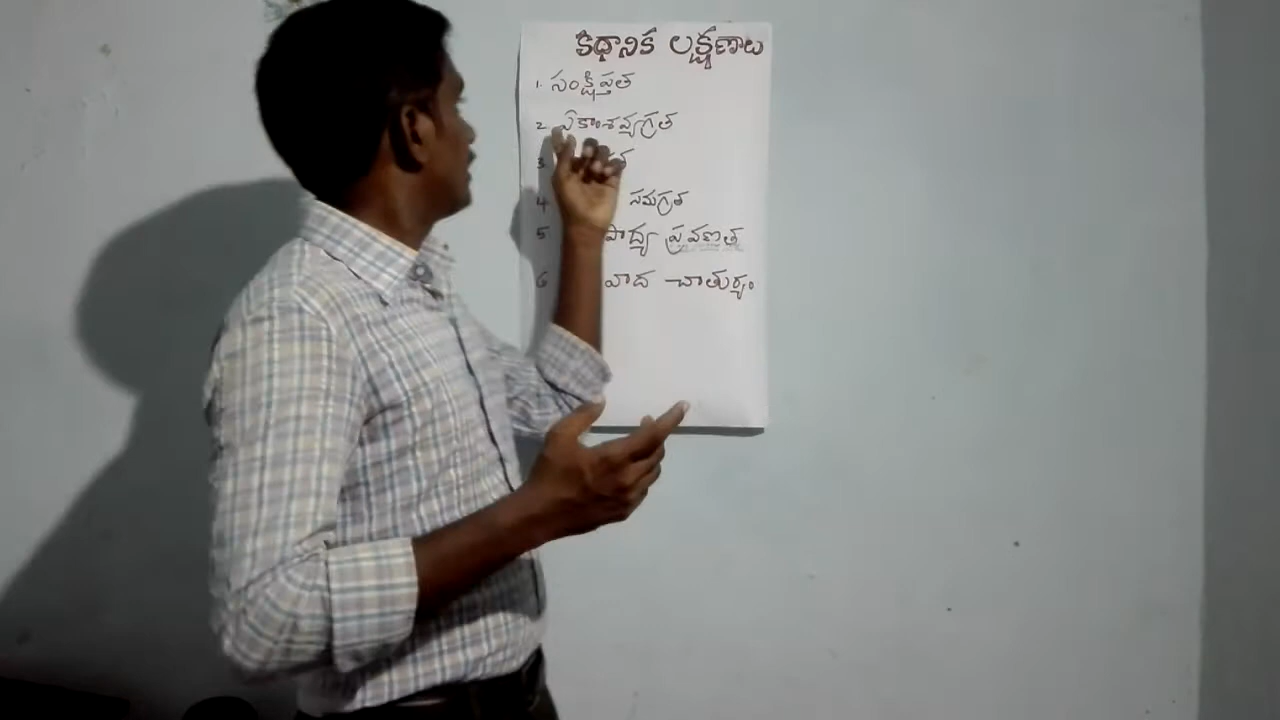 కథానిక లక్షణాలు
1. సంక్షిప్తత
2. ఏకాంశవ్యగ్రత
3
4 సమగ్రత
5 ప్రవణత
6 వాద చాతుర్యం